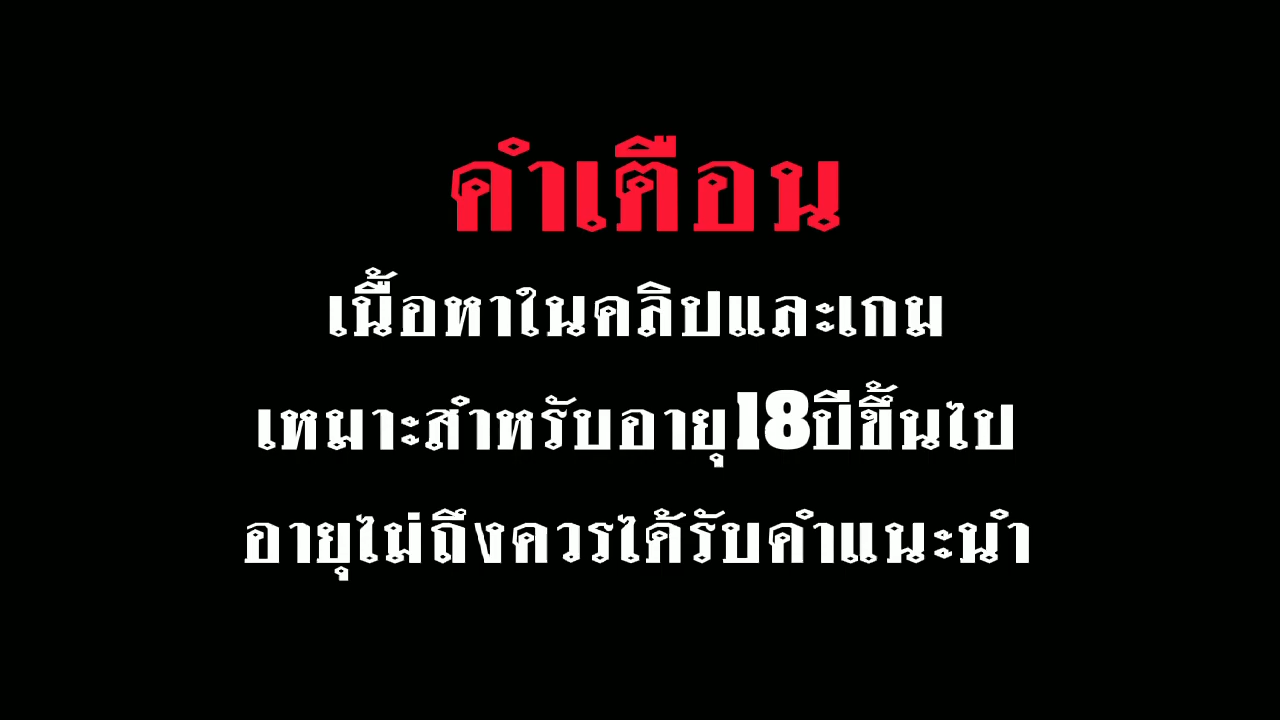 คำเตือน
เนื้อหาในคลิปและเกม
เหมาะสำหรับอายุ18ปีขึ้นไป
อายุไม่ถึงควรได้รับคำแนะนำ